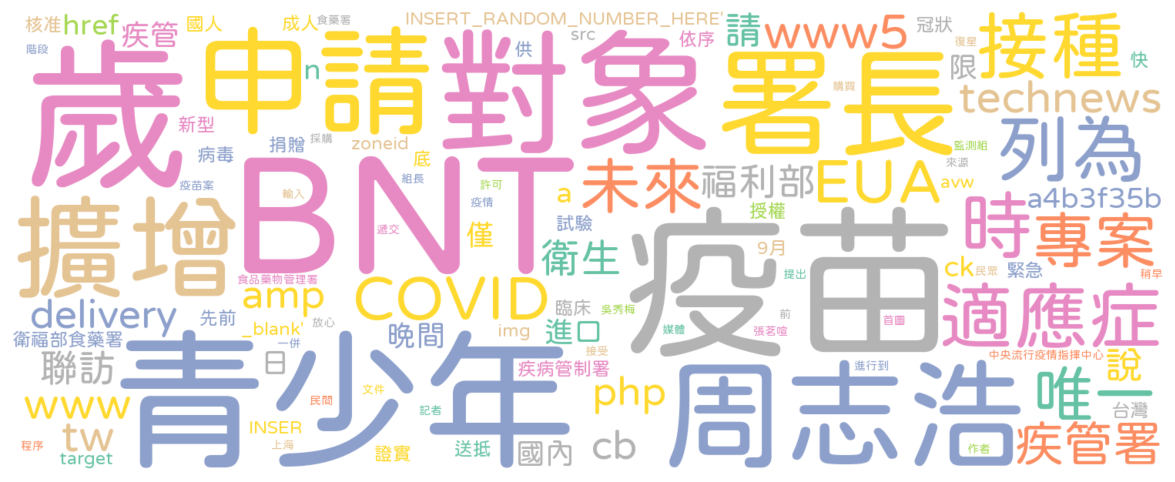 核准 href 疾管 國人 成人 食藥署 INSERT_RANDOM_NUMBER_HERE' 冠狀 復星
階段 n 供 src 依序 請 www5 限 接種 快
歲 申請 對象 署長 購買 technews
新型 病毒 捐贈 採購 zoneid 底 監測組 列為
疫苗案 輸入 組長 許可 a 未來 福利部 EUA 來源 avw a4b3f35b
擴增 BNT 遞交 疫情 僅 試驗 授權 時 專案
食品藥物管理署 衛生 疫苗 9月 提出 ck 民眾 緊急 稍早
delivery amp COVID 臨床 吳秀梅 適應症
衛福部食藥署 先前 _blank' 放心 晚間 img 進口 媒體 前 張茗喧 首圖
聯訪 日 一併 接受 疾病管制署 中央流行疫情指揮中心 說
青少年 文件 php 周志浩 進行到 唯一
www 民間 記者 台灣
程序 tw INSER 上海 證實 送抵 國內 cb 作者 疾管署
target